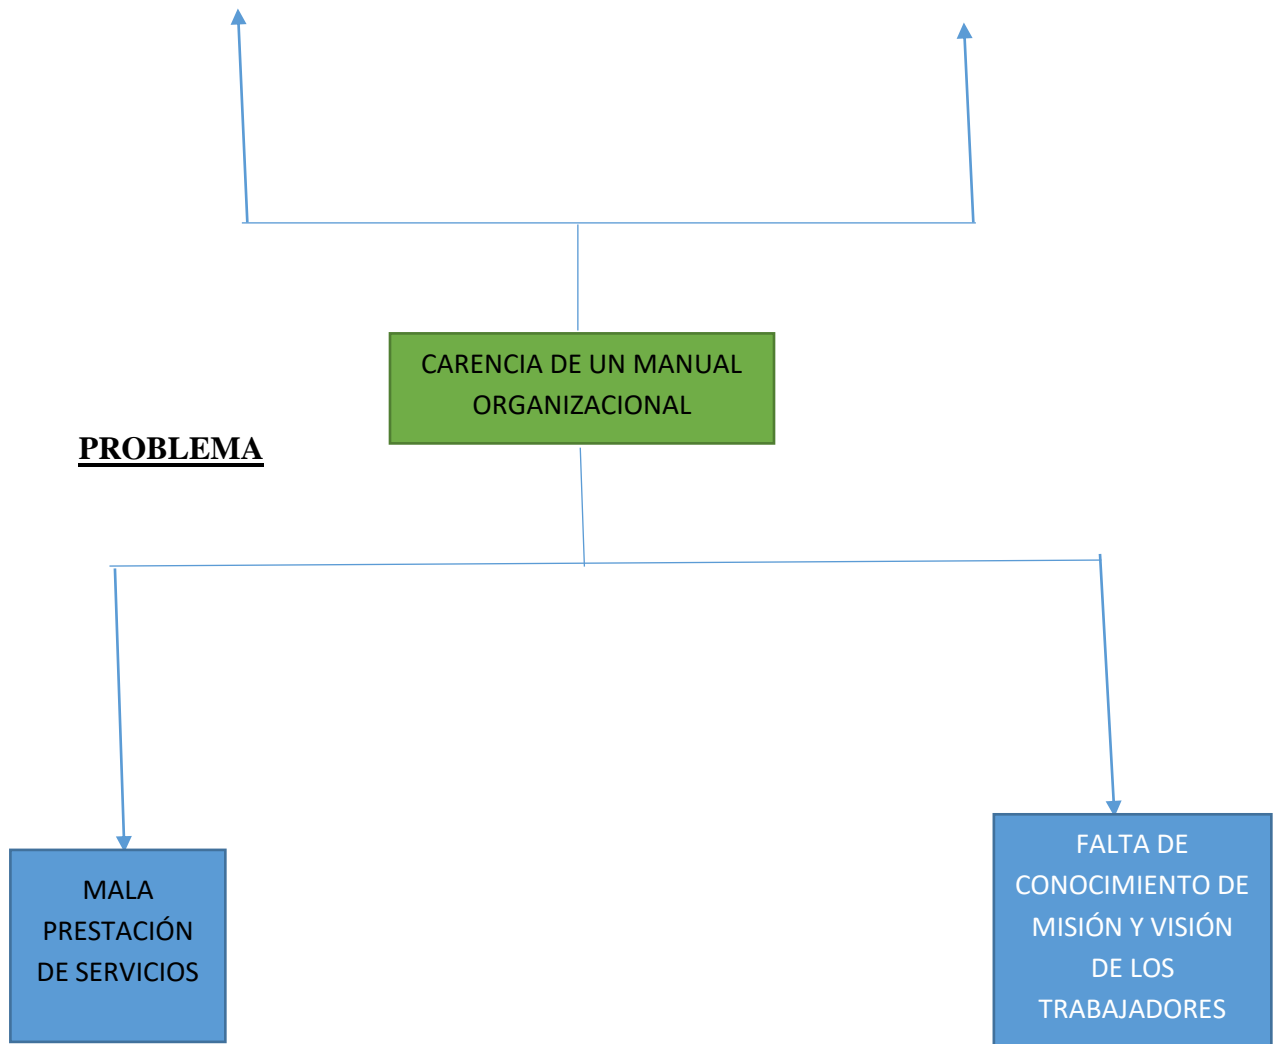 CARENCIA DE UN MANUAL
ORGANIZACIONAL
PROBLEMA
MALA
PRESTACIÓN
DE SERVICIOS
FALTA DE
CONOCIMIENTO DE
MISIÓN Y VISIÓN
DE LOS
TRABAJADORES